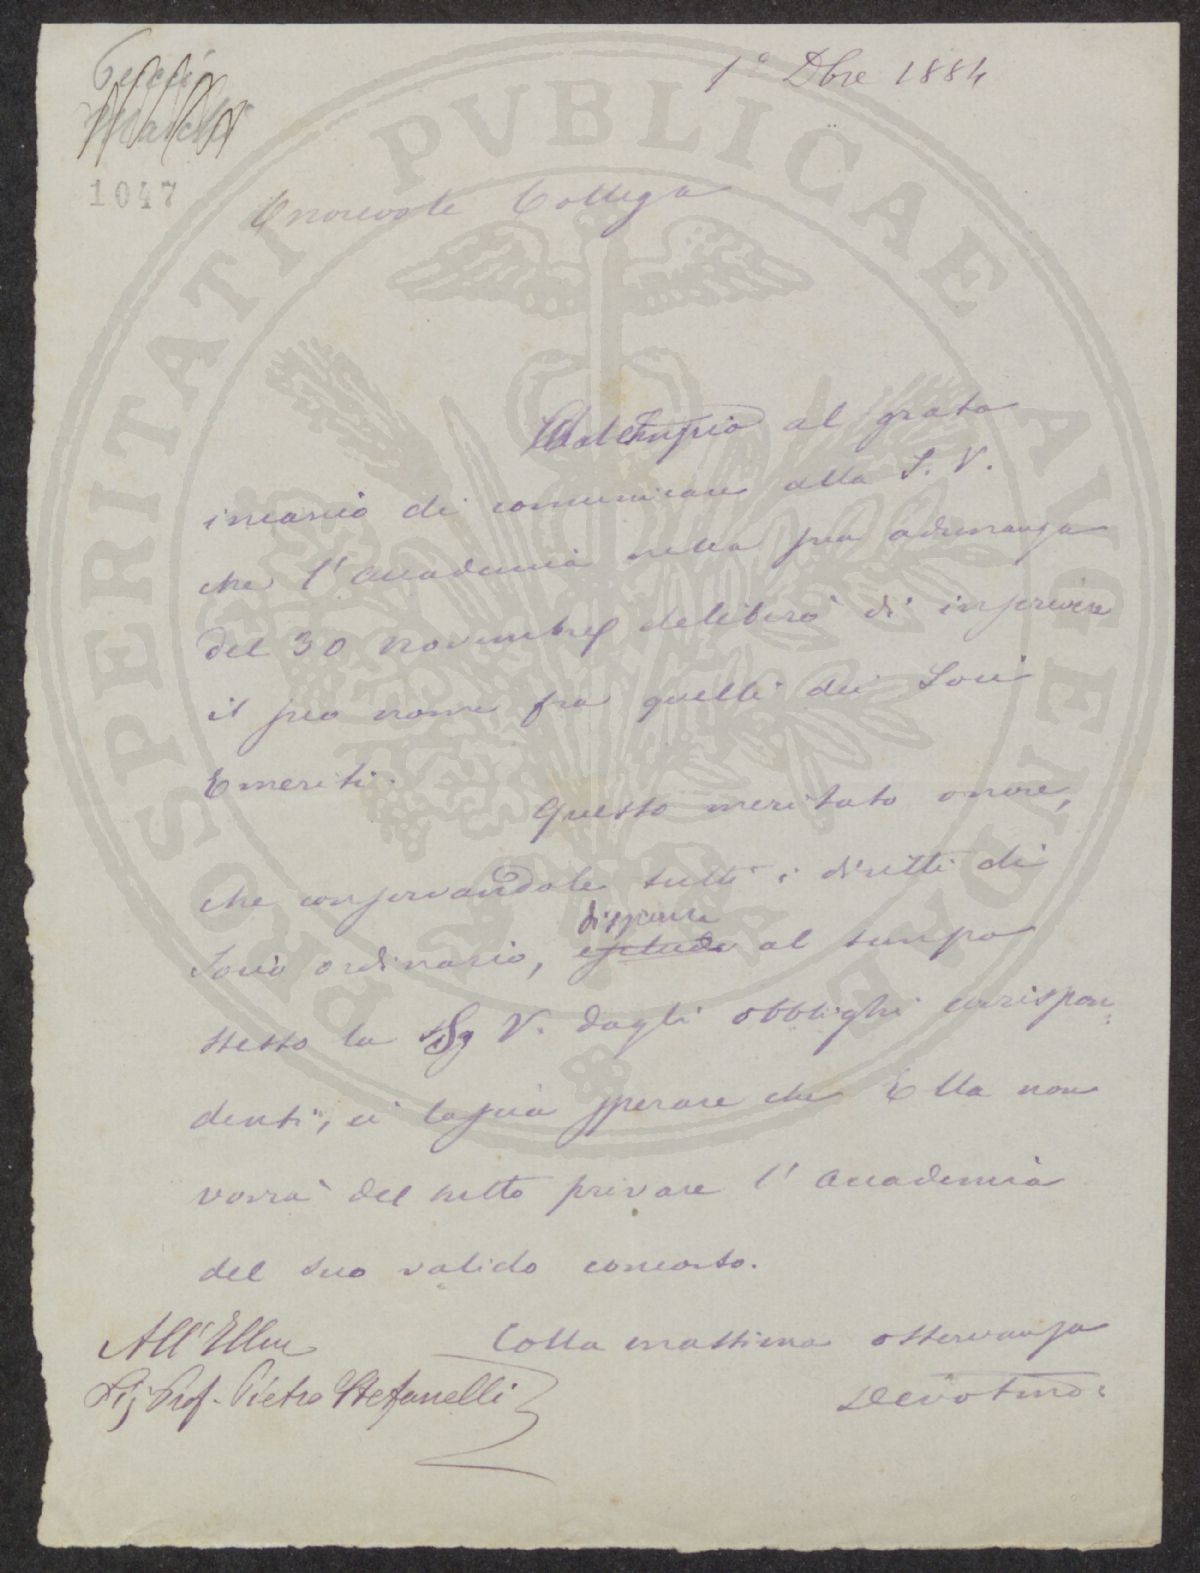 1° Dbre 1884
1047
Onorevole Collega
Adempio al grato
incarico di comunicare alla S. V.
che l'Accademia nella sua adunanza
del 30 novembre deliberò di inscrivere
il suo nome fra quelli dei Soci
Emeriti.
Questo meritato onore,
che conservandole tutti i diritti di
dispensa
Socio ordinario, al tempo
stesso la S. V. dagli obblighi corrispon-
denti, ci lascia sperare che Ella non
vorrà del tutto privare l'Accademia
del suo valido concorso.
Colla massima osservanza
Devotmo:
All'Illmo
Sig Prof. Pietro Stefanelli
PROSPERITATI PVBLICAE AVGENDAE